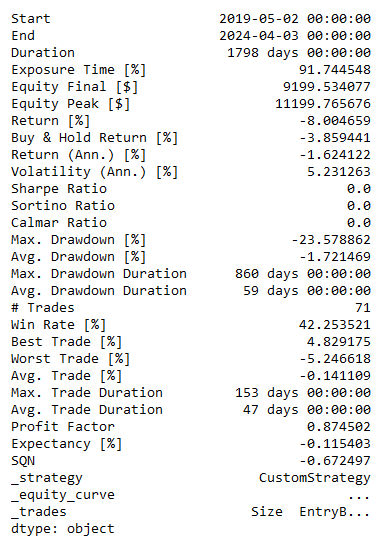 Start 2019-05-02 00:00:00
End 2024-04-03 00:00:00
Duration 1798 days 00:00:00
Exposure Time [%] 91.744548
Equity Final [$] 9199.534077
Equity Peak [$] 11199.765676
Return [%] -8.004659
Buy & Hold Return [%] -3.859441
Return (Ann.) [%] -1.624122
Volatility (Ann.) [%] 5.231263
Sharpe Ratio 0.0
Sortino Ratio 0.0
Calmar Ratio 0.0
Max. Drawdown [%] -23.578862
Avg. Drawdown [%] -1.721469
Max. Drawdown Duration 860 days 00:00:00
Avg. Drawdown Duration 59 days 00:00:00
# Trades 71
Win Rate [%] 42.253521
Best Trade [%] 4.829175
Worst Trade [%] -5.246618
Avg. Trade [%] -0.141109
Max. Trade Duration 153 days 00:00:00
Avg. Trade Duration 47 days 00:00:00
Profit Factor 0.874502
Expectancy [%] -0.115403
SQN -0.672497
_strategy CustomStrategy
_equity_curve ...
_trades Size EntryB...
dtype: object